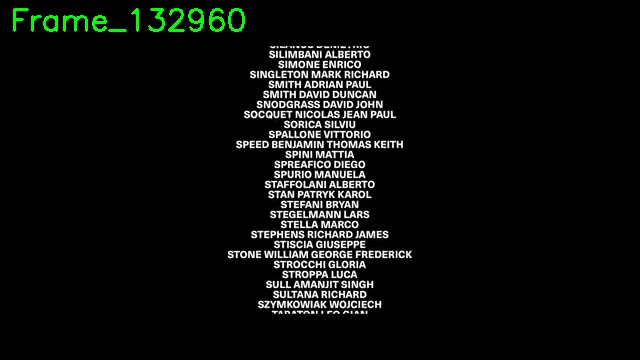 Frame_132960
SILIMBANI ALBERTO
SIMONE ENRICO
SINGLETON MARK RICHARD
SMITH ADRIAN PAUL
SMITH DAVID DUNCAN
SNODGRASS DAVID JOHN
SOCQUET NICOLAS JEAN PAUL
SORICA SILVIU
SPALLONE VITTORIO
SPEED BENJAMIN THOMAS KEITH
SPINI MATTIA
SPREAFICO DIEGO
SPURIO MANUELA
STAFFOLANI ALBERTO
STAN PATRYK KAROL
STEFANI BRYAN
STEGELMANN LARS
STELLA MARCO
STEPHENS RICHARD JAMES
STISCIA GIUSEPPE
STONE WILLIAM GEORGE FREDERICK
STROCCHI GLORIA
STROPPA LUCA
SULL AMANJIT SINGH
SULTANA RICHARD
SZYMKOWIAK WOJCIECH